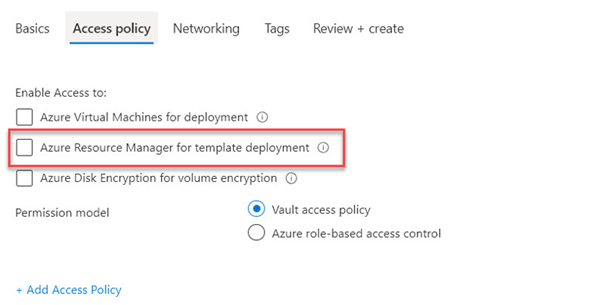 Basics Access policy Networking Tags Review + create
Enable Access to:
Azure Virtual Machines for deployment
Azure Resource Manager for template deployment
Azure Disk Encryption for volume encryption
Permission model Vault access policy
Azure role-based access control
+ Add Access Policy